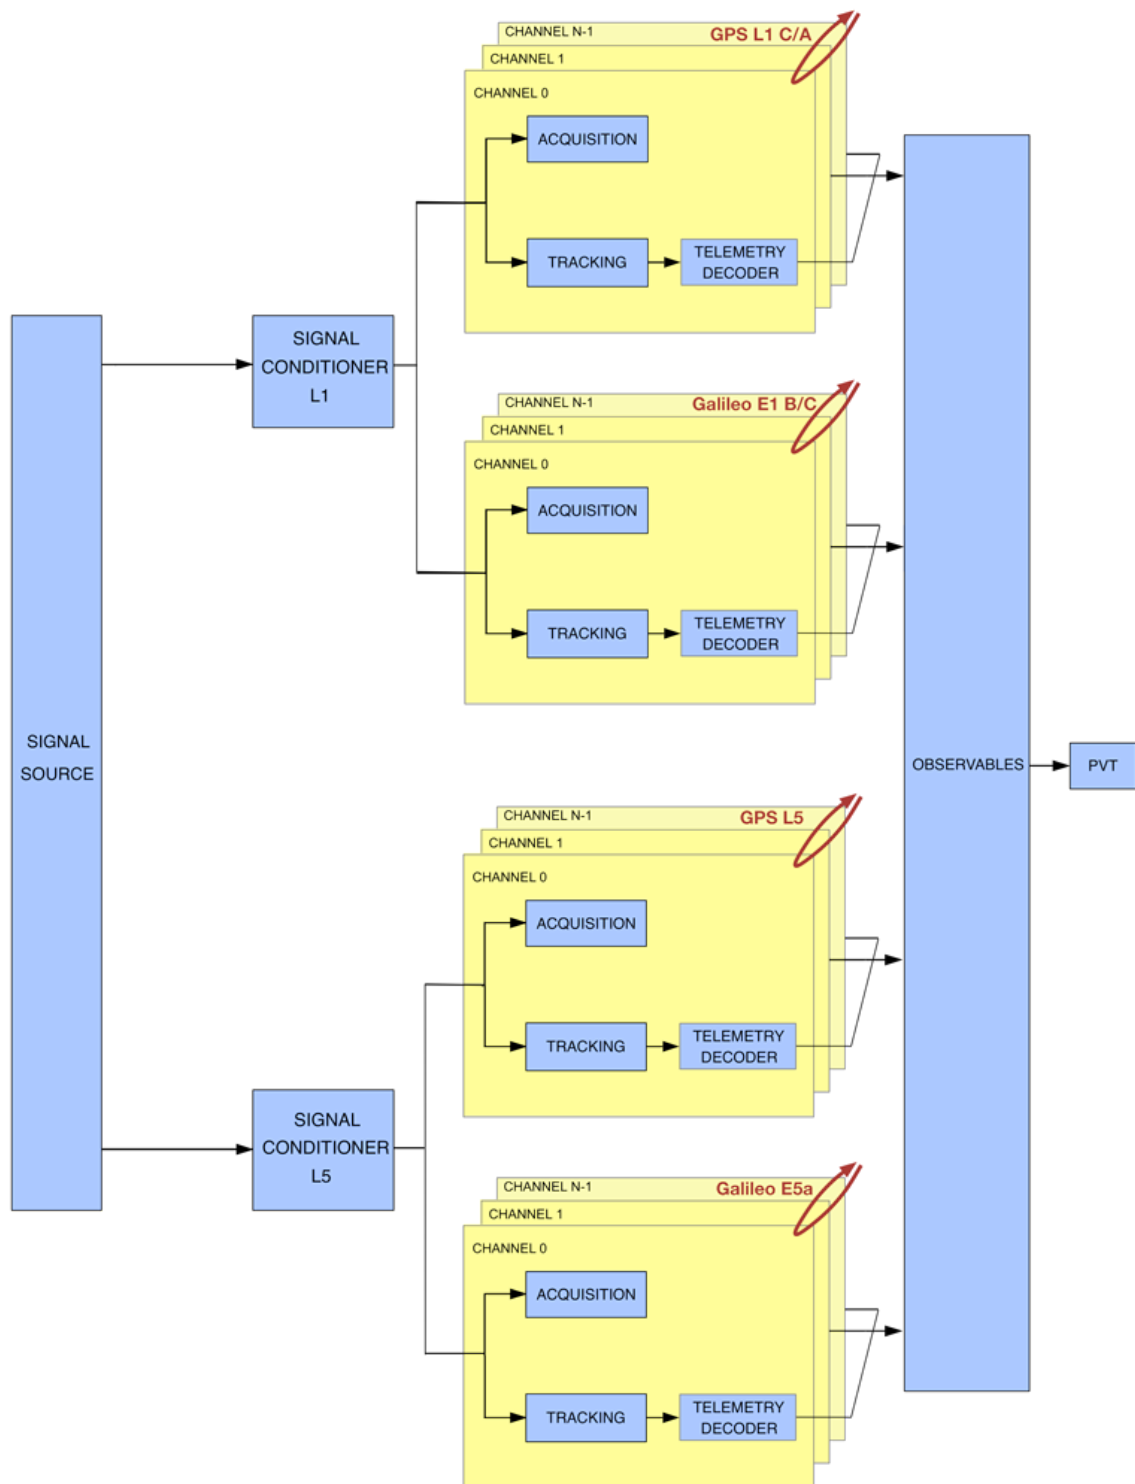 CHANNEL N-1
GPS L1 C/A
CHANNEL 1
CHANNEL 0
ACQUISITION
TRACKING
TELEMETRY
DECODER
SIGNAL
CONDITIONER
L1
CHANNEL N-1
Galileo E1 B/C
CHANNEL 1
CHANNEL 0
ACQUISITION
TRACKING
TELEMETRY
DECODER
SIGNAL
SOURCE
OBSERVABLES
PVT
CHANNEL N-1
GPS L5
CHANNEL 1
CHANNEL 0
ACQUISITION
TRACKING
TELEMETRY
DECODER
SIGNAL
CONDITIONER
L5
CHANNEL N-1
Galileo E5a
CHANNEL 1
CHANNEL 0
ACQUISITION
TRACKING
TELEMETRY
DECODER